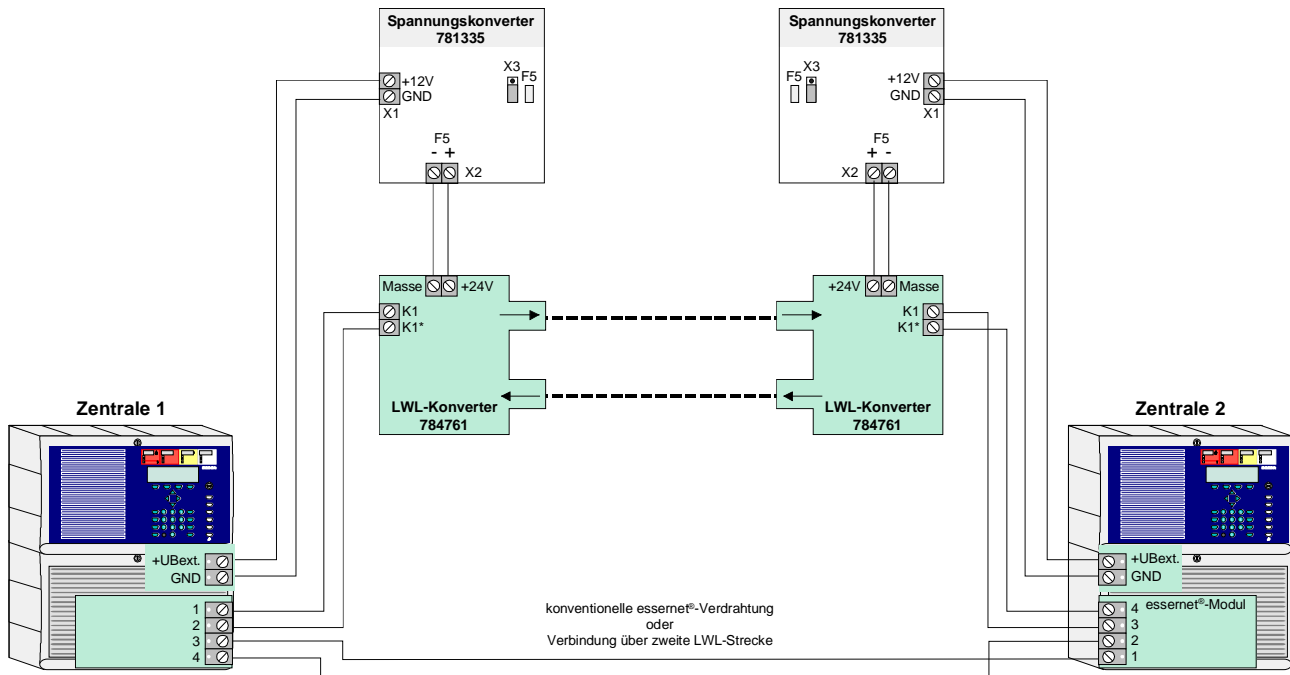 Spannungskonverter
781335
+12V
GND
X1
X3
F5
F5
- +
X2
Spannungskonverter
781335
X3
F5
+12V
GND
X1
F5
+ -
X2
Masse
+24V
K1
K1*
LWL-Konverter
784761
+24V
Masse
K1
K1*
LWL-Konverter
784761
Zentrale 1
+UBext.
GND
1
2
3
4
konventionelle essernet®-Verdrahtung
oder
Verbindung über zweite LWL-Strecke
Zentrale 2
+UBext.
GND
4 essernet®-Modul
3
2
1